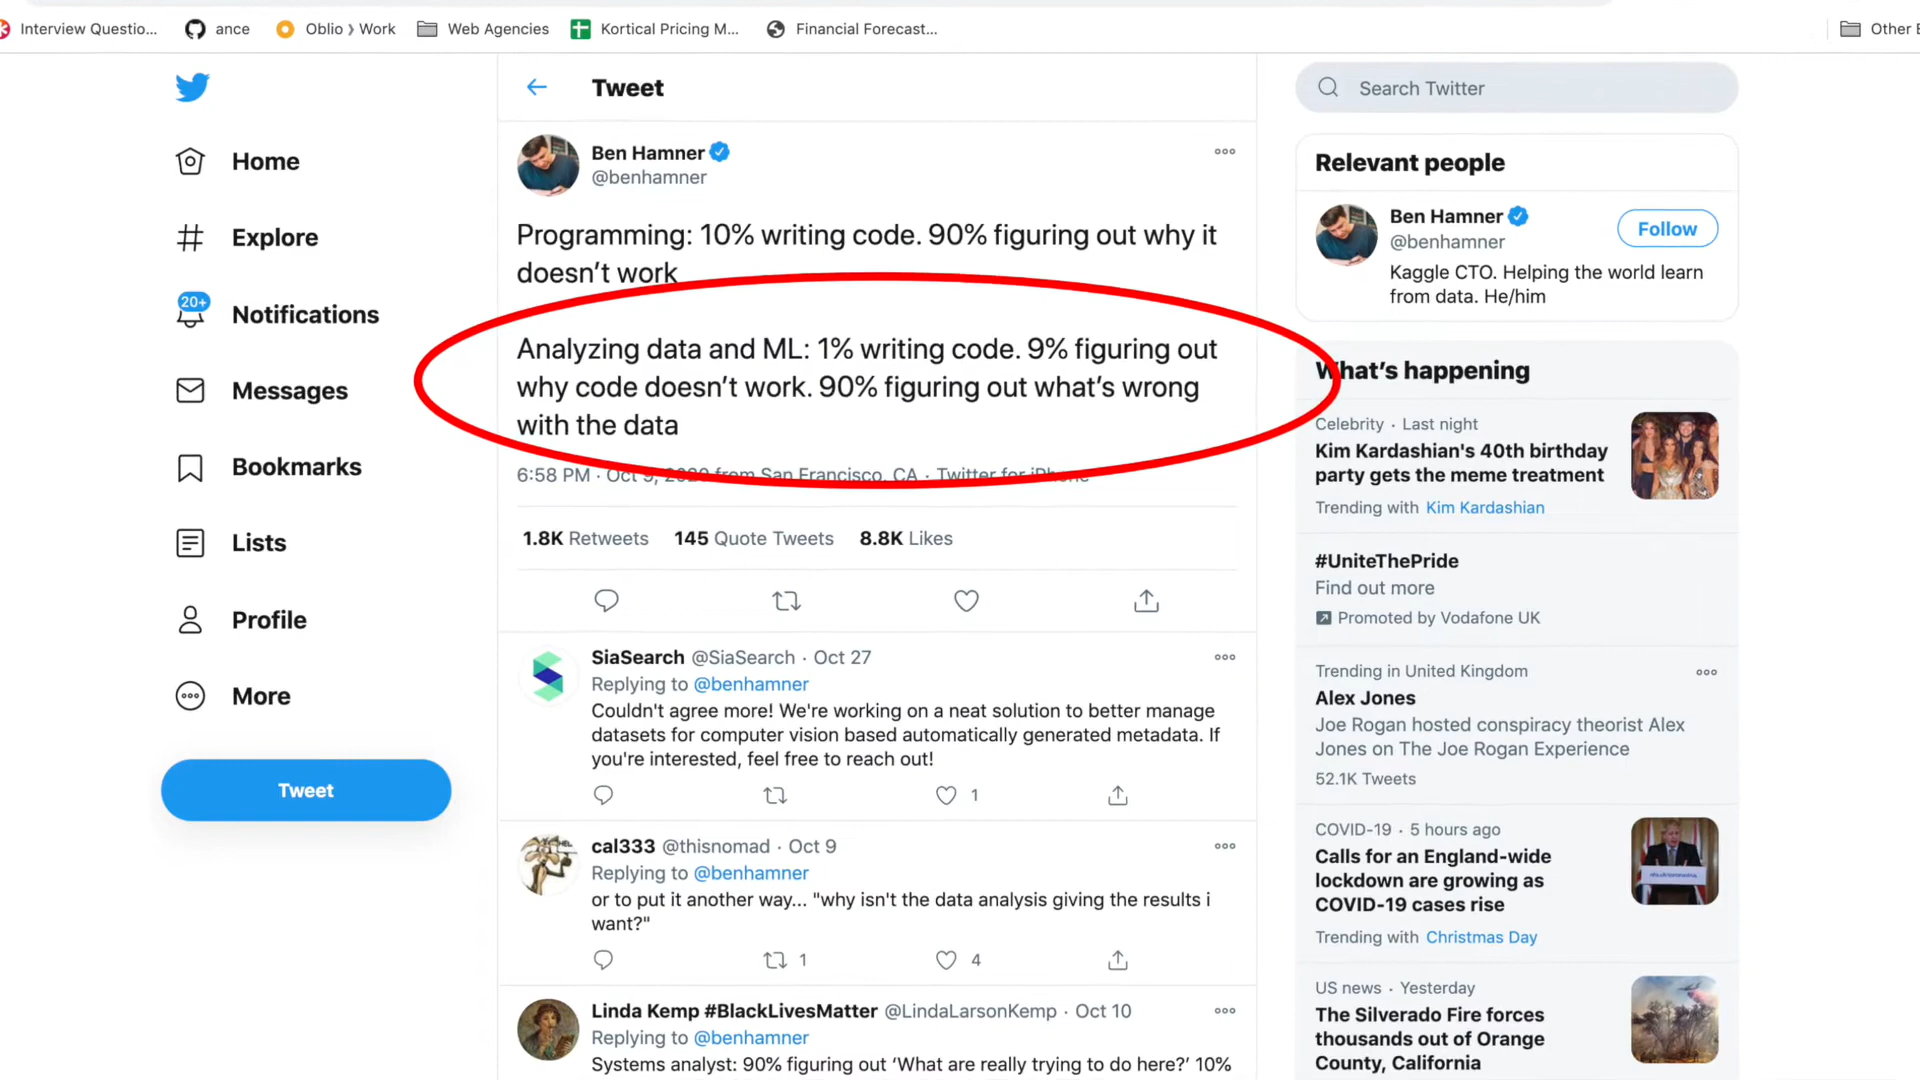 Interview Questio...
ance
Oblio › Work
Web Agencies
Kortical Pricing M...
Financial Forecast...
Other
Tweet
Search Twitter
Home
Explore
20+
Notifications
Messages
Bookmarks
Lists
Profile
More
Tweet
Ben Hamner
@benhamner
Programming: 10% writing code. 90% figuring out why it
doesn’t work
Analyzing data and ML: 1% writing code. 9% figuring out
why code doesn’t work. 90% figuring out what’s wrong
with the data
6:58 PM · Oct 9, 2020 from San Francisco, CA · Twitter for iPhone
1.8K Retweets 145 Quote Tweets 8.8K Likes
SiaSearch @SiaSearch · Oct 27
Replying to @benhamner
Couldn't agree more! We're working on a neat solution to better manage
datasets for computer vision based automatically generated metadata. If
you're interested, feel free to reach out!
1
cal333 @thisnomad · Oct 9
Replying to @benhamner
or to put it another way... "why isn't the data analysis giving the results i
want?"
1 4
Linda Kemp #BlackLivesMatter @LindaLarsonKemp · Oct 10
Replying to @benhamner
Systems analyst: 90% figuring out ‘What are really trying to do here?’ 10%
Relevant people
Ben Hamner
@benhamner
Follow
Kaggle CTO. Helping the world learn
from data. He/him
What’s happening
Celebrity · Last night
Kim Kardashian's 40th birthday
party gets the meme treatment
Trending with Kim Kardashian
#UniteThePride
Find out more
Promoted by Vodafone UK
Trending in United Kingdom
Alex Jones
Joe Rogan hosted conspiracy theorist Alex
Jones on The Joe Rogan Experience
52.1K Tweets
COVID-19 · 5 hours ago
Calls for an England-wide
lockdown are growing as
COVID-19 cases rise
Trending with Christmas Day
US news · Yesterday
The Silverado Fire forces
thousands out of Orange
County, California